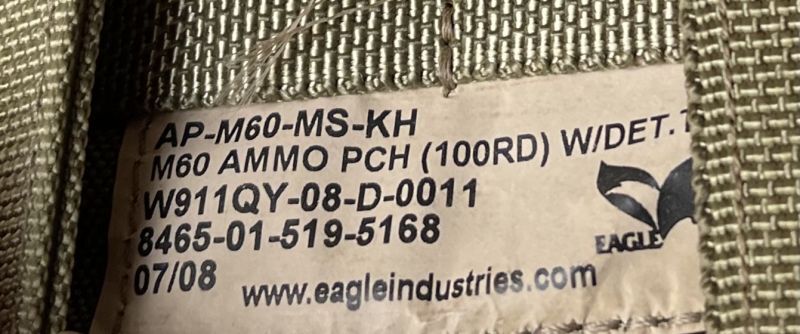 AP-M60-MS-KH
M60 AMMO PCH (100RD) W/DET.
W911QY-08-D-0011
8465-01-519-5168
EAGLE
07/08
www.eagleindustries.com